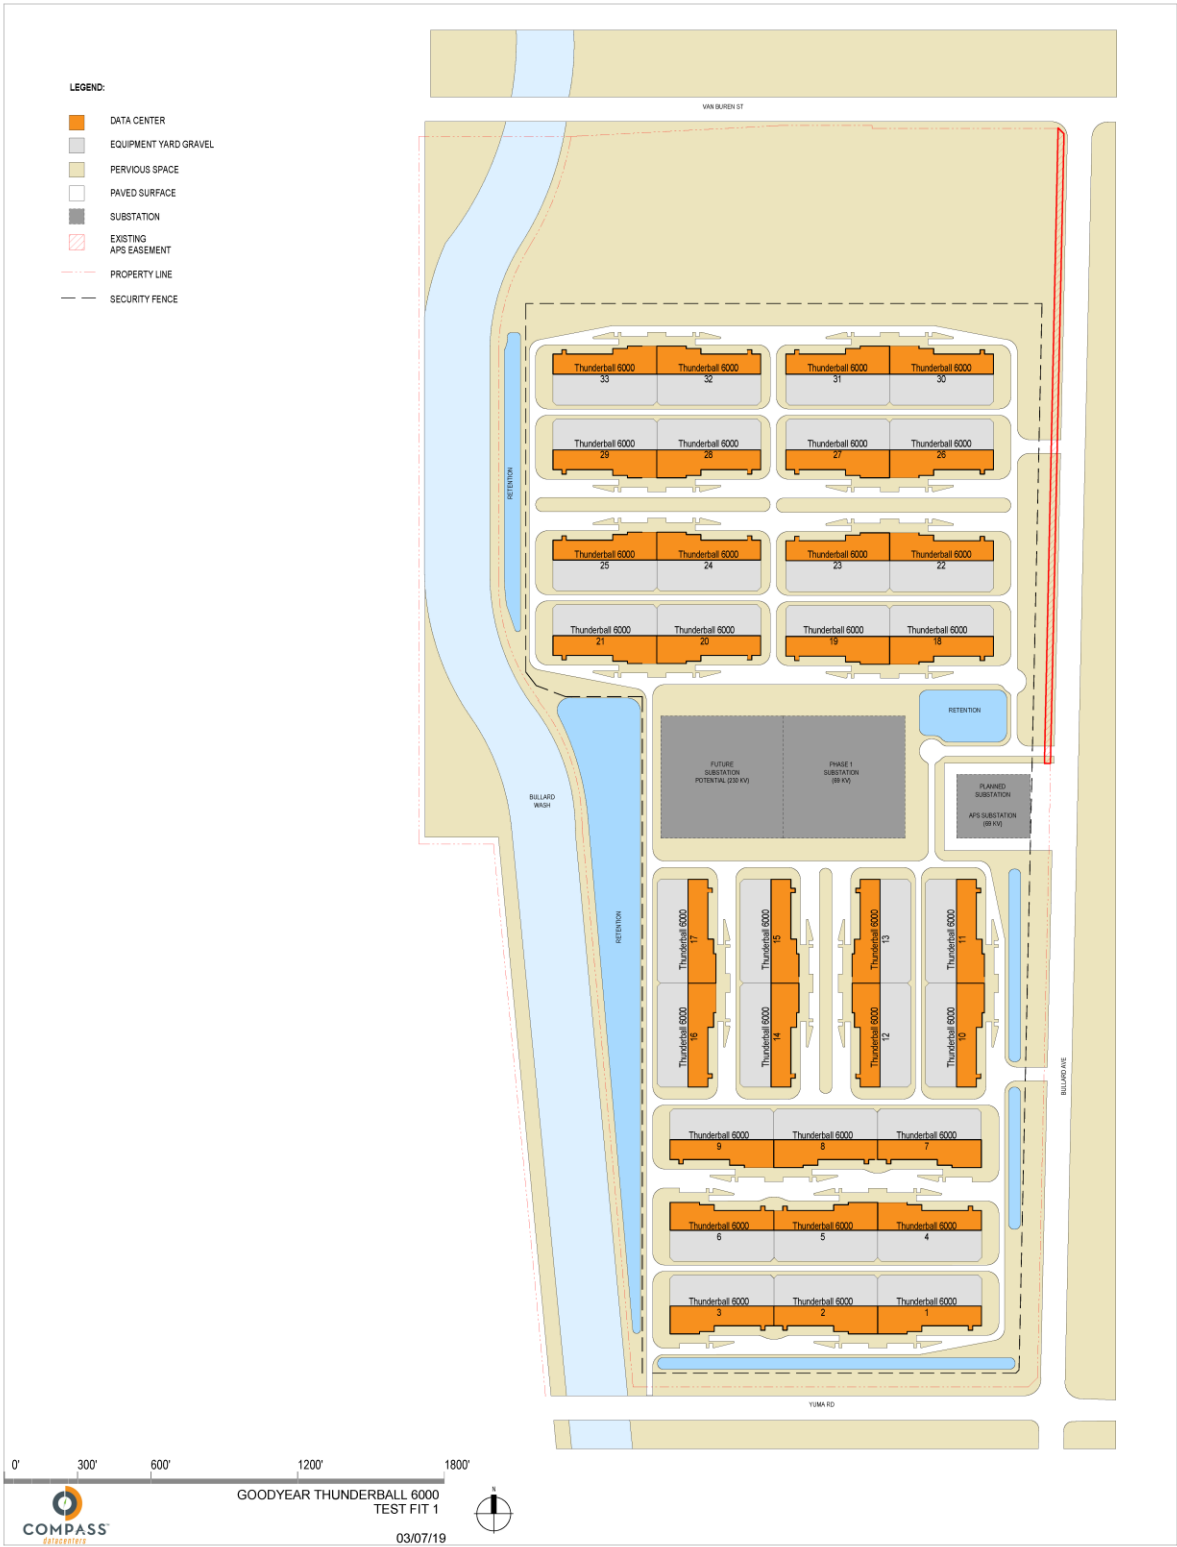 VAN BUREN ST
LEGEND:
DATA CENTER
EQUIPMENT YARD GRAVEL
PERVIOUS SPACE
PAVED SURFACE
SUBSTATION
EXISTING
APS EASEMENT
PROPERTY LINE
SECURITY FENCE
Thunderball 6000
33
Thunderball 6000
32
Thunderball 6000
31
Thunderball 6000
30
Thunderball 6000
29
Thunderball 6000
28
Thunderball 6000
27
Thunderball 6000
26
RETENTION
Thunderball 6000
25
Thunderball 6000
24
Thunderball 6000
23
Thunderball 6000
22
Thunderball 6000
21
Thunderball 6000
20
Thunderball 6000
19
Thunderball 6000
18
RETENTION
FUTURE
SUBSTATION
POTENTIAL (230 KV)
PHASE 1
SUBSTATION
(69 KV)
PLANNED
SUBSTATION
APS SUBSTATION
(69 KV)
BULLARD
WASH
RETENTION
Thunderball 6000
17
Thunderball 6000
15
Thunderball 6000
13
Thunderball 6000
11
Thunderball 6000
16
Thunderball 6000
14
Thunderball 6000
12
Thunderball 6000
10
BULLARD AVE
Thunderball 6000
9
Thunderball 6000
8
Thunderball 6000
7
Thunderball 6000
6
Thunderball 6000
5
Thunderball 6000
4
Thunderball 6000
3
Thunderball 6000
2
Thunderball 6000
1
YUMA RD
0' 300' 600' 1200' 1800'
GOODYEAR THUNDERBALL 6000
TEST FIT 1
03/07/19
N
COMPASS
datacenters